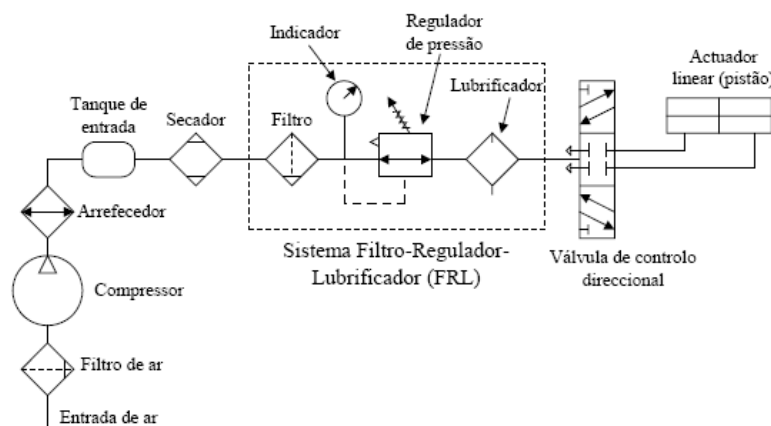 Indicador
Regulador
de pressão
Actuador
linear (pistão)
Tanque de
entrada
Secador
Filtro
Lubrificador
Arrefecedor
Sistema Filtro-Regulador-
Lubrificador (FRL)
Válvula de controlo
direccional
Compressor
Filtro de ar
Entrada de ar